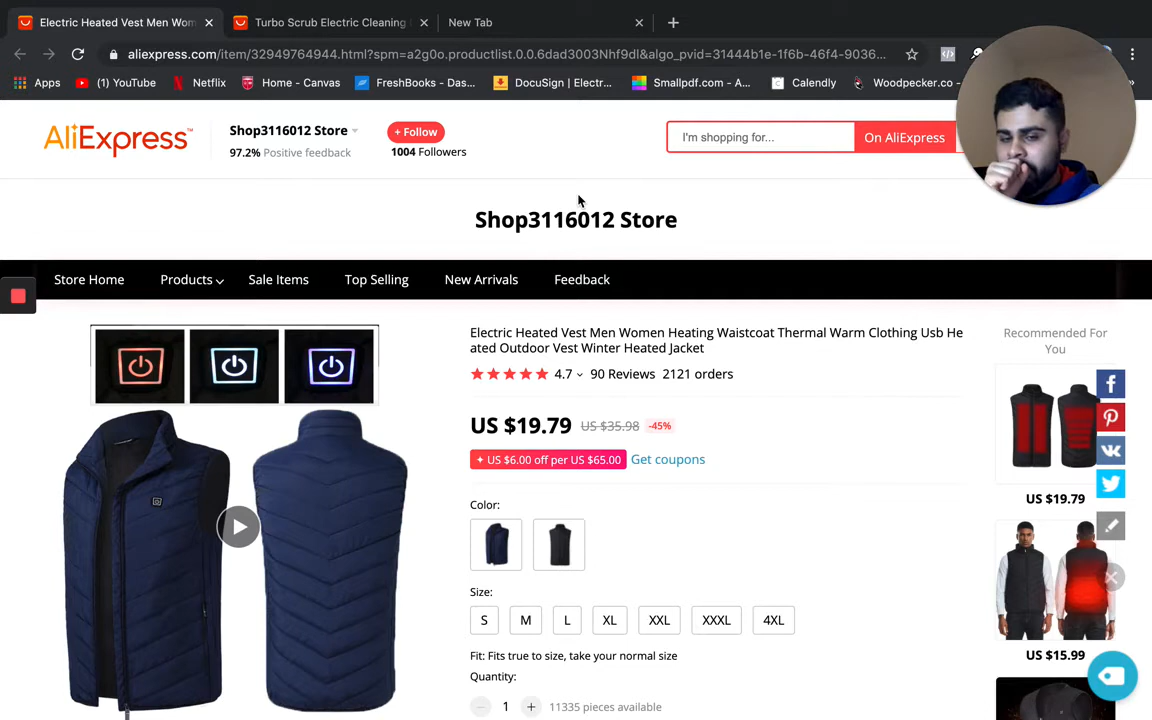 Electric Heated Vest Men Wom
Turbo Scrub Electric Cleaning
New Tab
aliexpress.com/item/32949764944.html?spm=a2g0o.productlist.0.0.6dad3003Nhf9dl&algo_pvid=31444b1e-1f6b-46f4-9036...
Apps
(1) YouTube
Netflix
Home - Canvas
FreshBooks - Das...
DocuSign | Electr...
Smallpdf.com - A...
Calendly
Woodpecker.co -
»
AliExpress™
Shop3116012 Store
97.2% Positive feedback
+ Follow
1004 Followers
I'm shopping for...
On AliExpress
Shop3116012 Store
Store Home
Products
Sale Items
Top Selling
New Arrivals
Feedback
Electric Heated Vest Men Women Heating Waistcoat Thermal Warm Clothing Usb He
ated Outdoor Vest Winter Heated Jacket
4.7
90 Reviews
2121 orders
US $19.79
US $35.98
-45%
US $6.00 off per US $65.00
Get coupons
Color:
Size:
S
M
L
XL
XXL
XXXL
4XL
Fit: Fits true to size, take your normal size
Quantity:
1
11335 pieces available
Recommended For
You
US $19.79
US $15.99